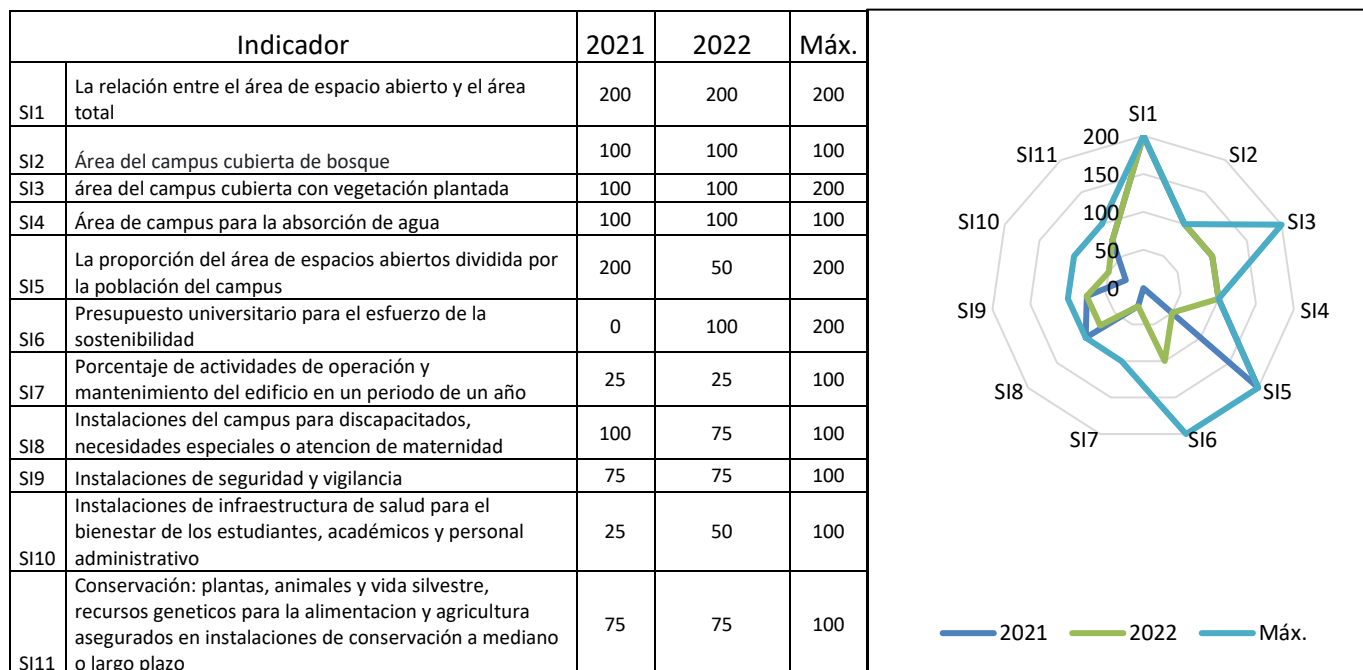 Indicador 2021 2022 Máx.
La relación entre el área de espacio abierto y el área
SI1 total 200 200 200
SI2 Área del campus cubierta de bosque 100 100 100
SI3 área del campus cubierta con vegetación plantada 100 100 200
SI4 Área de campus para la absorción de agua 100 100 100
La proporción del área de espacios abiertos dividida por
SI5 la población del campus 200 50 200
Presupuesto universitario para el esfuerzo de la
SI6 sostenibilidad 0 100 200
Porcentaje de actividades de operación y
SI7 mantenimiento del edificio en un periodo de un año 25 25 100
Instalaciones del campus para discapacitados,
SI8 necesidades especiales o atencion de maternidad 100 75 100
SI9 Instalaciones de seguridad y vigilancia 75 75 100
Instalaciones de infraestructura de salud para el
bienestar de los estudiantes, académicos y personal
SI10 administrativo 25 50 100
Conservación: plantas, animales y vida silvestre,
recursos geneticos para la alimentacion y agricultura
asegurados en instalaciones de conservación a mediano
SI11 o largo plazo 75 75 100
SI1
200
150
100
50
0
SI2
SI3
SI4
SI5
SI6
SI7
SI8
SI9
SI10
SI11
2021 2022 Máx.